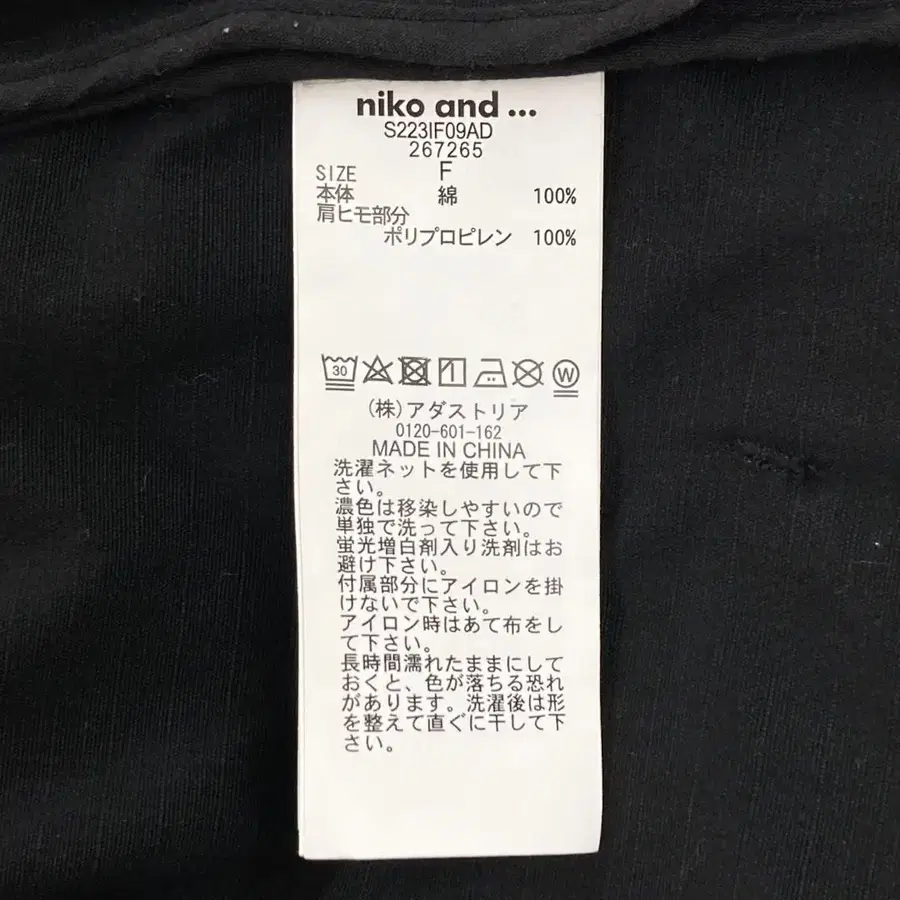 niko and ...
S223IF09AD
267265
SIZE F
本体 綿 100%
肩ヒモ部分
ポリプロピレン 100%
30 W
(株)アダストリア
0120-601-162
MADE IN CHINA
洗濯ネットを使用して下
さい。
濃色は移染しやすいので
単独で洗って下さい。
蛍光増白剤入り洗剤はお
避け下さい。
付属部分にアイロンを掛
けないで下さい。
アイロン時はあて布をし
て下さい。
長時間濡れたままにして
おくと、色が落ちる恐れ
があります。洗濯後は形
を整えて直ぐに干して下
さい。